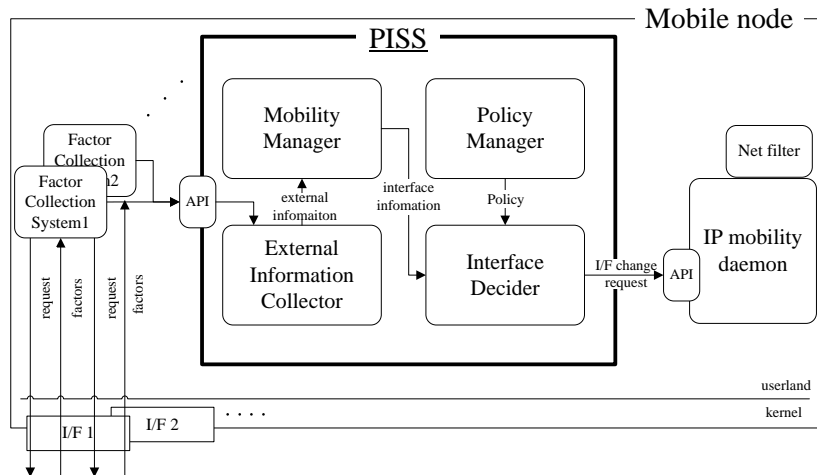 Mobile node
PISS
Mobility
Manager
Policy
Manager
Factor
Collection
m2
Factor
Collection
System1
Net filter
API
external
infomaiton
interface
infomation
Policy
External
Information
Collector
Interface
Decider
I/F change
request
API
IP mobility
daemon
request
factors
request
factors
userland
kernel
I/F 1
I/F 2